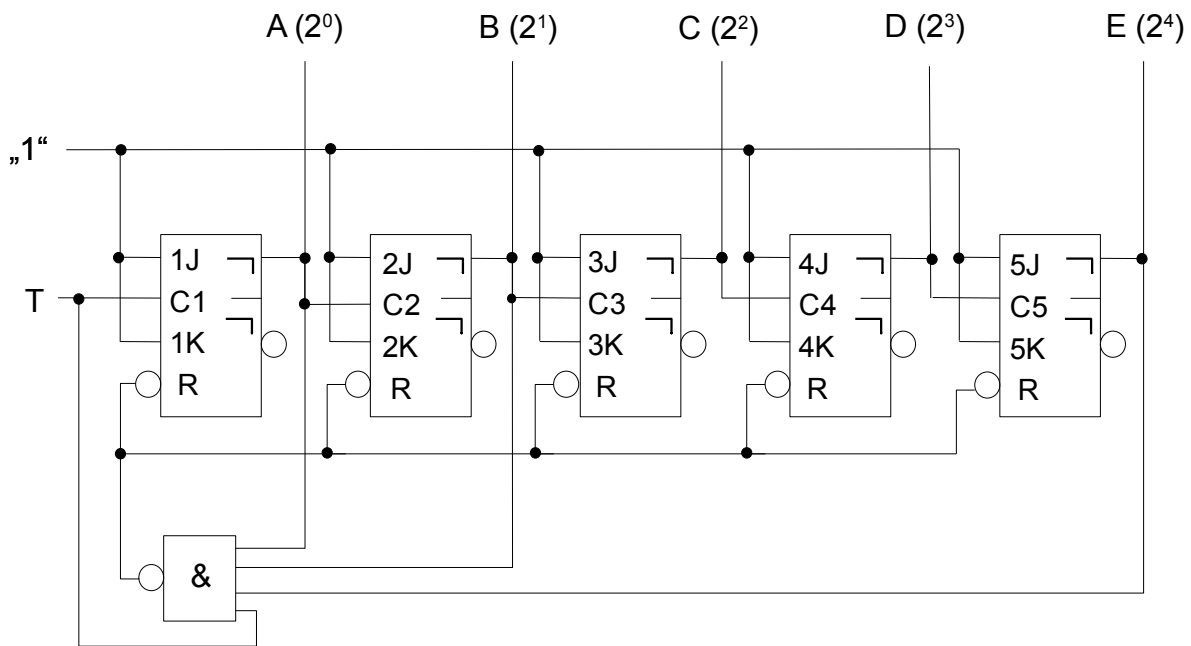 A (2⁰) B (2¹) C (2²) D (2³) E (2⁴)
„1“
1J 2J 3J 4J 5J
T C1 C2 C3 C4 C5
1K 2K 3K 4K 5K
R R R R R
&